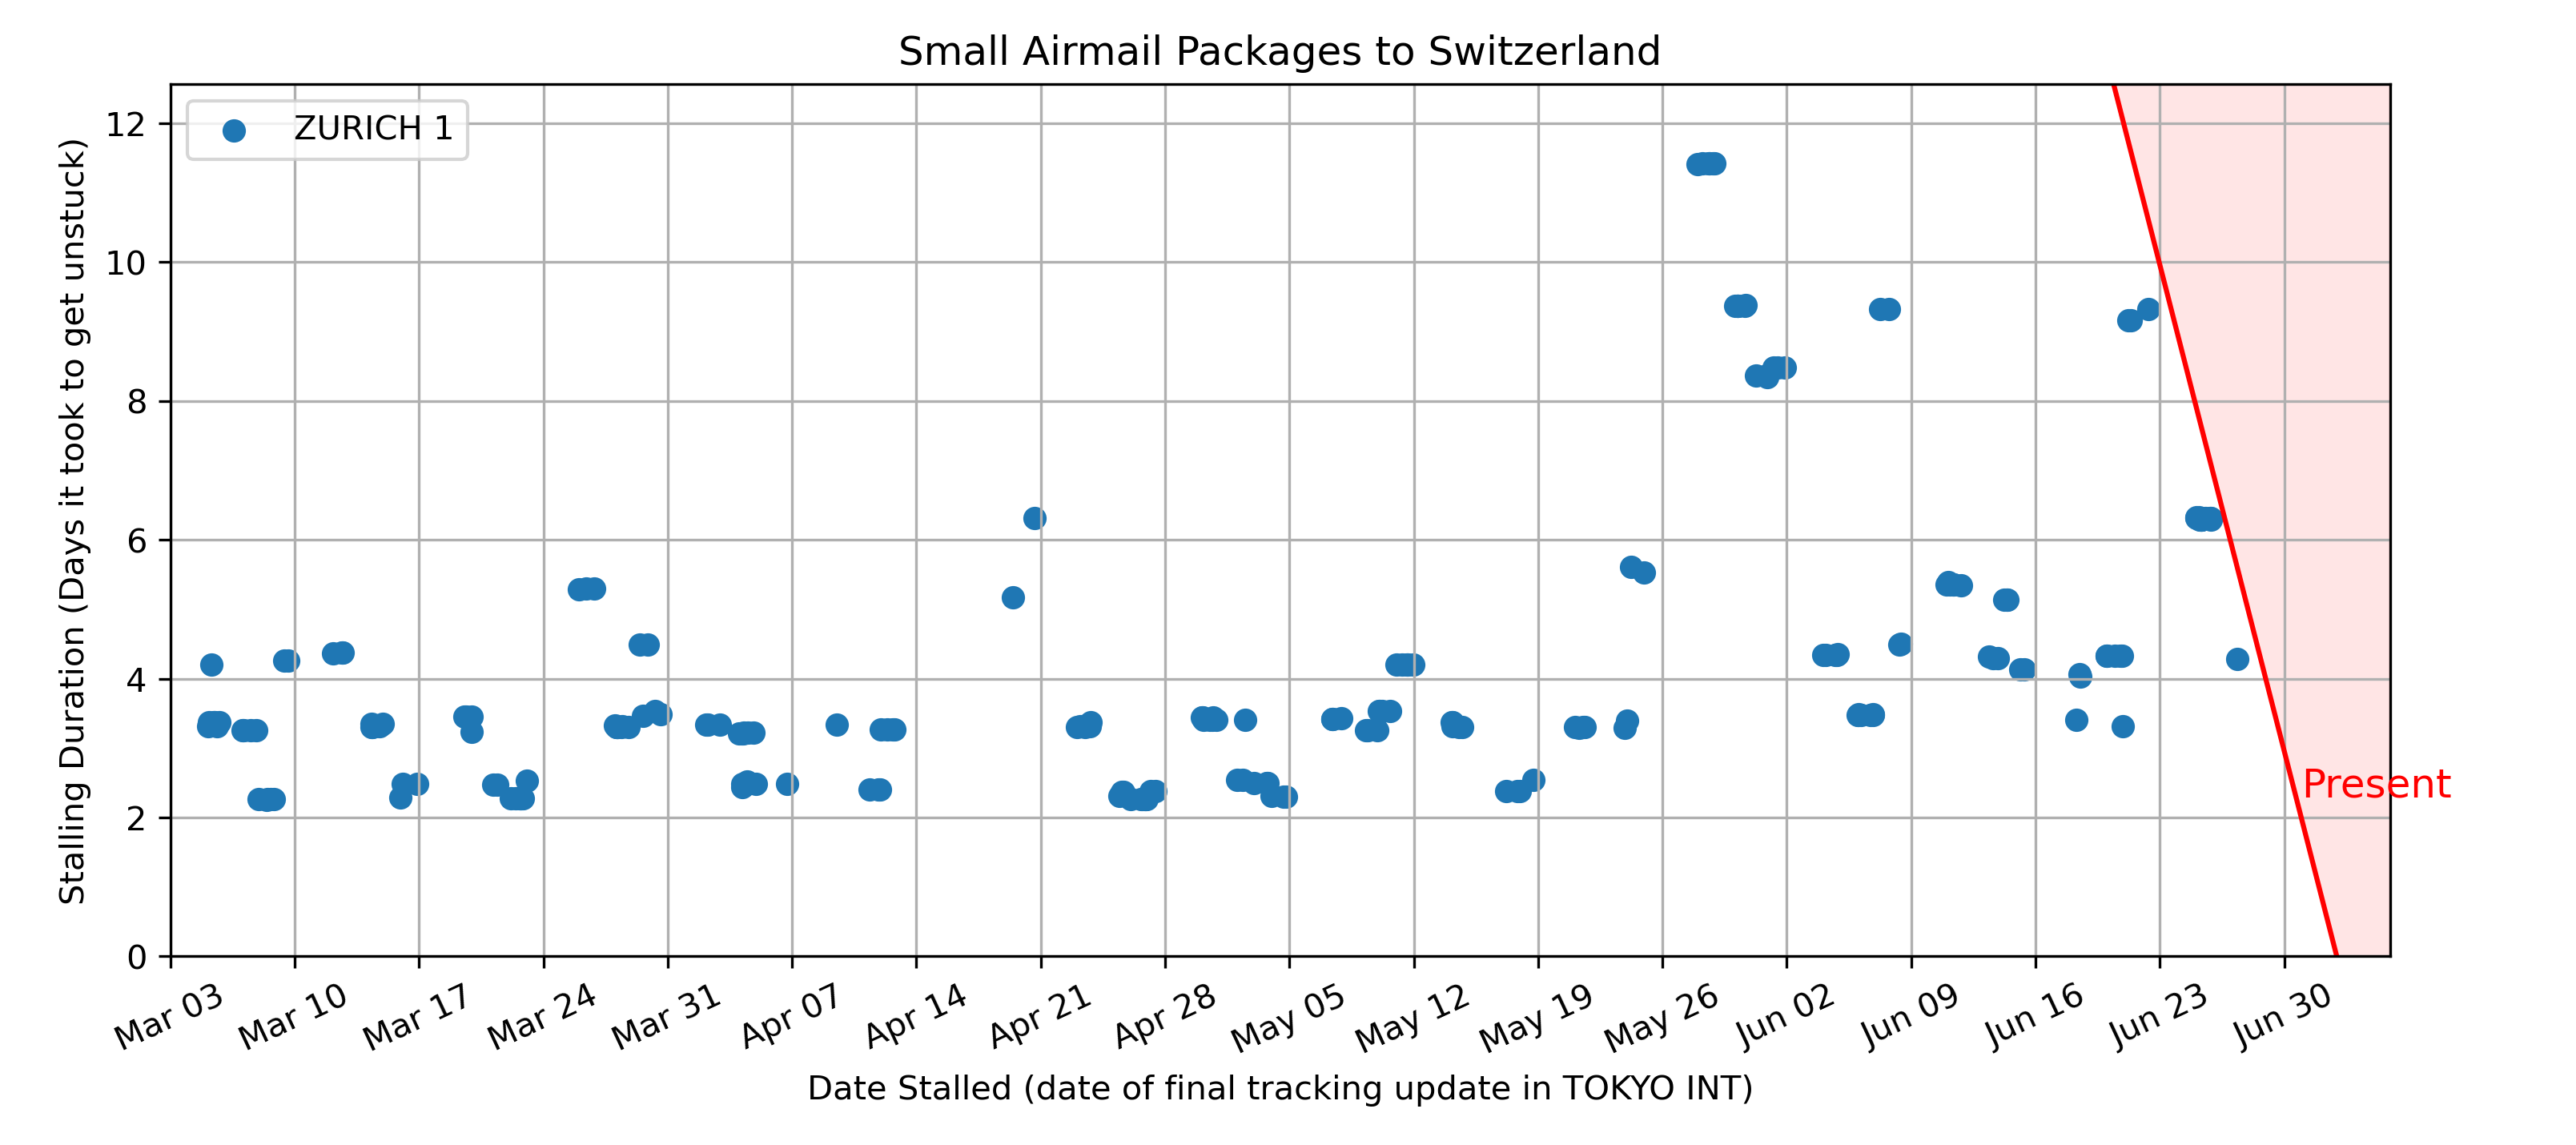 Small Airmail Packages to Switzerland
ZURICH 1
Stalling Duration (Days it took to get unstuck)
12
10
8
6
4
2
0
Present
Mar 03
Mar 10
Mar 17
Mar 24
Mar 31
Apr 07
Apr 14
Apr 21
Apr 28
May 05
May 12
May 19
May 26
Jun 02
Jun 09
Jun 16
Jun 23
Jun 30
Date Stalled (date of final tracking update in TOKYO INT)